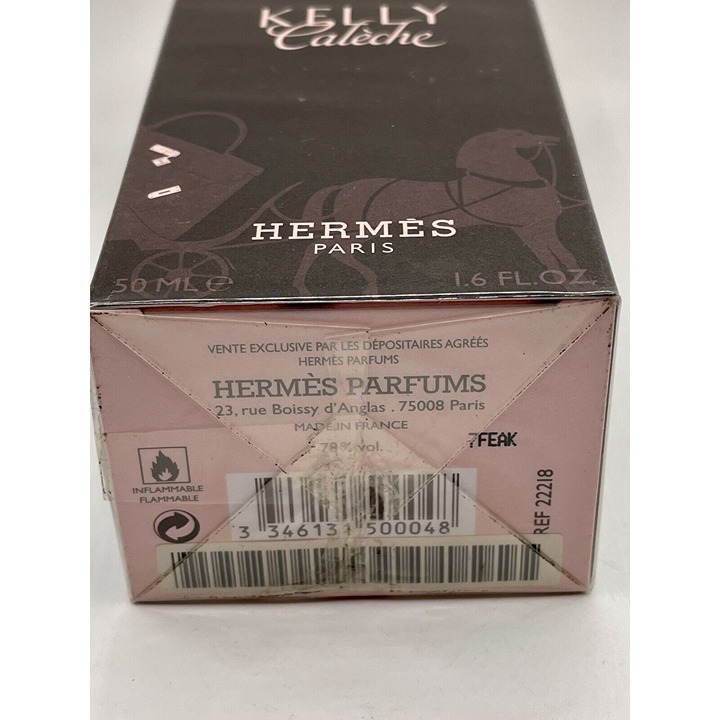 KELLY
Calèche
HERMÈS
PARIS
50 ML e
1.6 FL.OZ.
VENTE EXCLUSIVE PAR LES DÉPOSITAIRES AGRÉÉS
HERMÈS PARFUMS
HERMÈS PARFUMS
23, rue Boissy d'Anglas . 75008 Paris
MADE IN FRANCE
78% vol.
7FEAK
INFLAMMABLE
FLAMMABLE
3 346131 500048
REF 22218